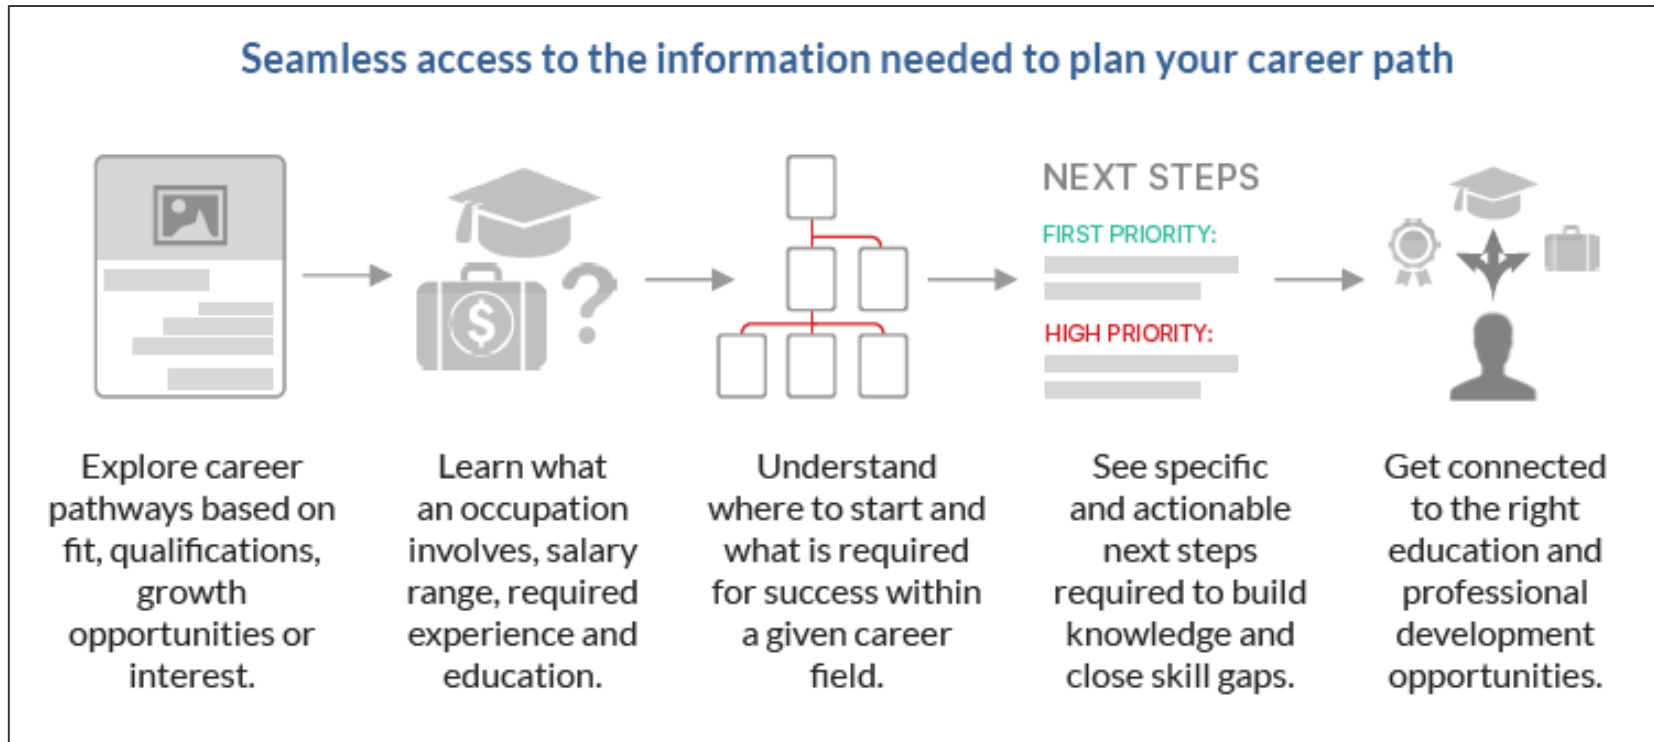 Seamless access to the information needed to plan your career path
$
?
NEXT STEPS
FIRST PRIORITY:
HIGH PRIORITY:
Explore career
pathways based on
fit, qualifications,
growth
opportunities or
interest.
Learn what
an occupation
involves, salary
range, required
experience and
education.
Understand
where to start and
what is required
for success within
a given career
field.
See specific
and actionable
next steps
required to build
knowledge and
close skill gaps.
Get connected
to the right
education and
professional
development
opportunities.